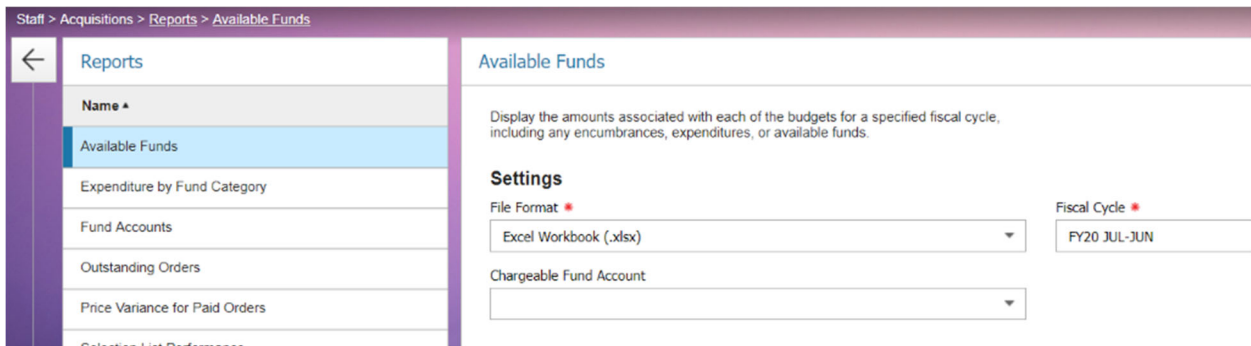 Staff > Acquisitions > Reports > Available Funds
Reports
Name
Available Funds
Expenditure by Fund Category
Fund Accounts
Outstanding Orders
Price Variance for Paid Orders
Selection List Performance
Available Funds
Display the amounts associated with each of the budgets for a specified fiscal cycle,
including any encumbrances, expenditures, or available funds.
Settings
File Format
Fiscal Cycle
Excel Workbook (.xlsx)
FY20 JUL-JUN
Chargeable Fund Account